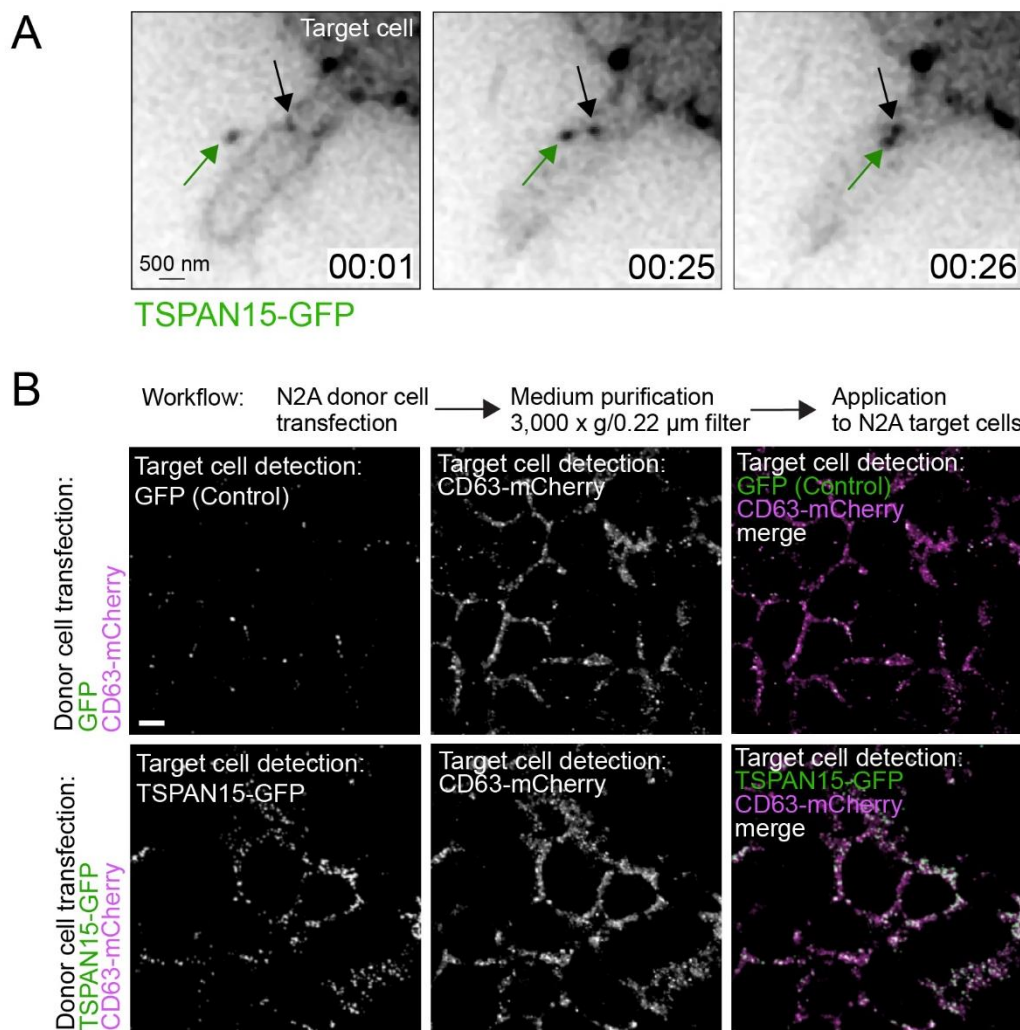 A
Target cell
500 nm
00:01
00:25
00:26
TSPAN15-GFP
B
Workflow:
N2A donor cell
transfection
Medium purification
3,000 x g/0.22 µm filter
Application
to N2A target cells
Donor cell transfection:
GFP
CD63-mCherry
Target cell detection:
GFP (Control)
Target cell detection:
CD63-mCherry
Target cell detection:
GFP (Control)
CD63-mCherry
merge
Donor cell transfection:
TSPAN15-GFP
CD63-mCherry
Target cell detection:
TSPAN15-GFP
Target cell detection:
CD63-mCherry
Target cell detection:
TSPAN15-GFP
CD63-mCherry
merge